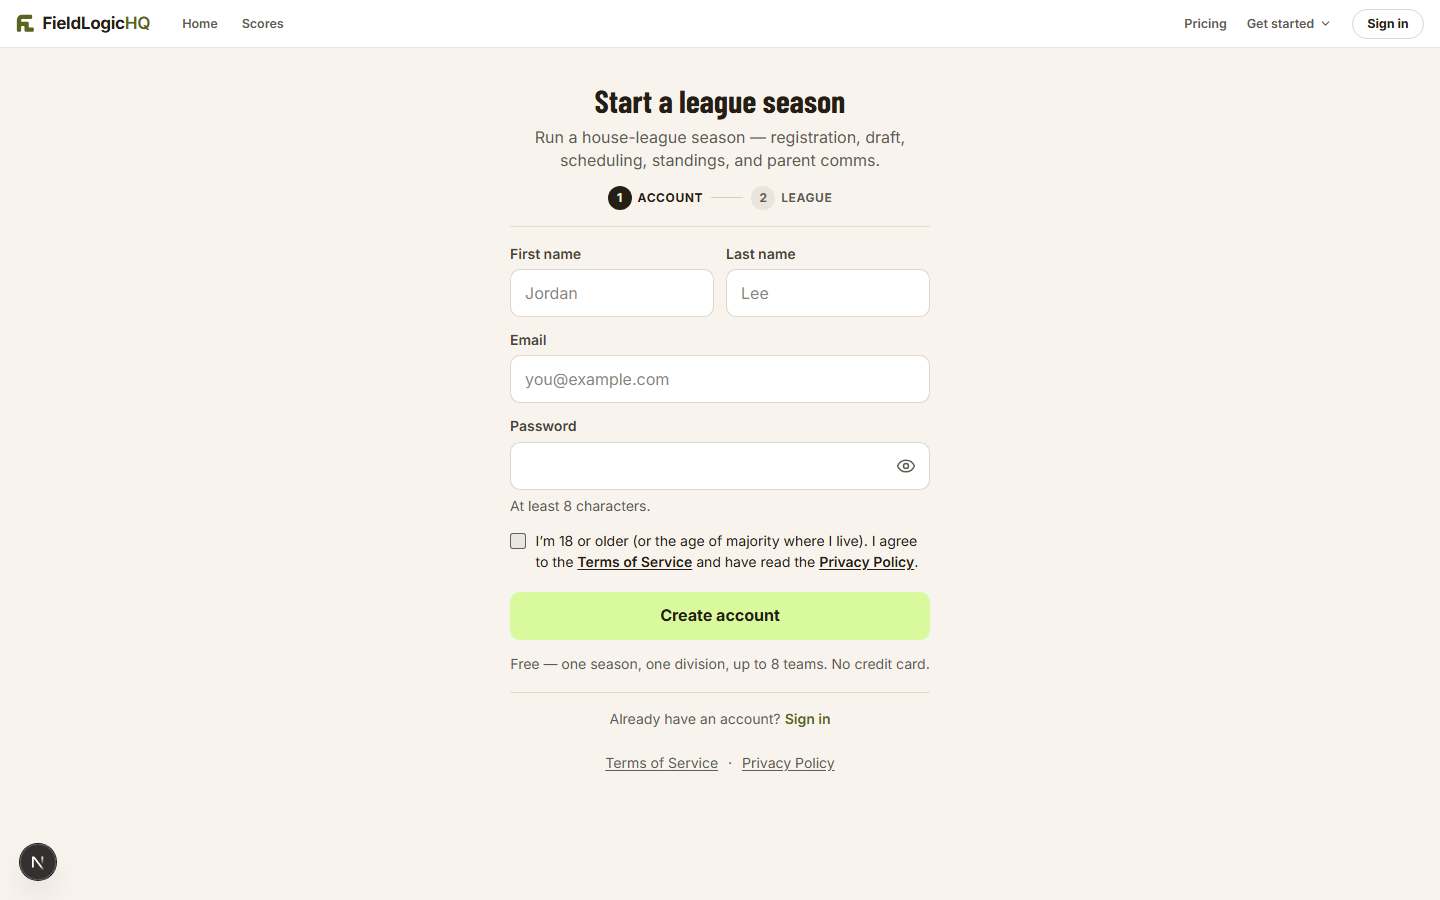 FieldLogicHQ Home Scores Pricing Get started Sign in
Start a league season
Run a house-league season — registration, draft,
scheduling, standings, and parent comms.
1 ACCOUNT 2 LEAGUE
First name Last name
Jordan Lee
Email
you@example.com
Password
At least 8 characters.
I'm 18 or older (or the age of majority where I live). I agree
to the Terms of Service and have read the Privacy Policy.
Create account
Free — one season, one division, up to 8 teams. No credit card.
Already have an account? Sign in
Terms of Service · Privacy Policy
N